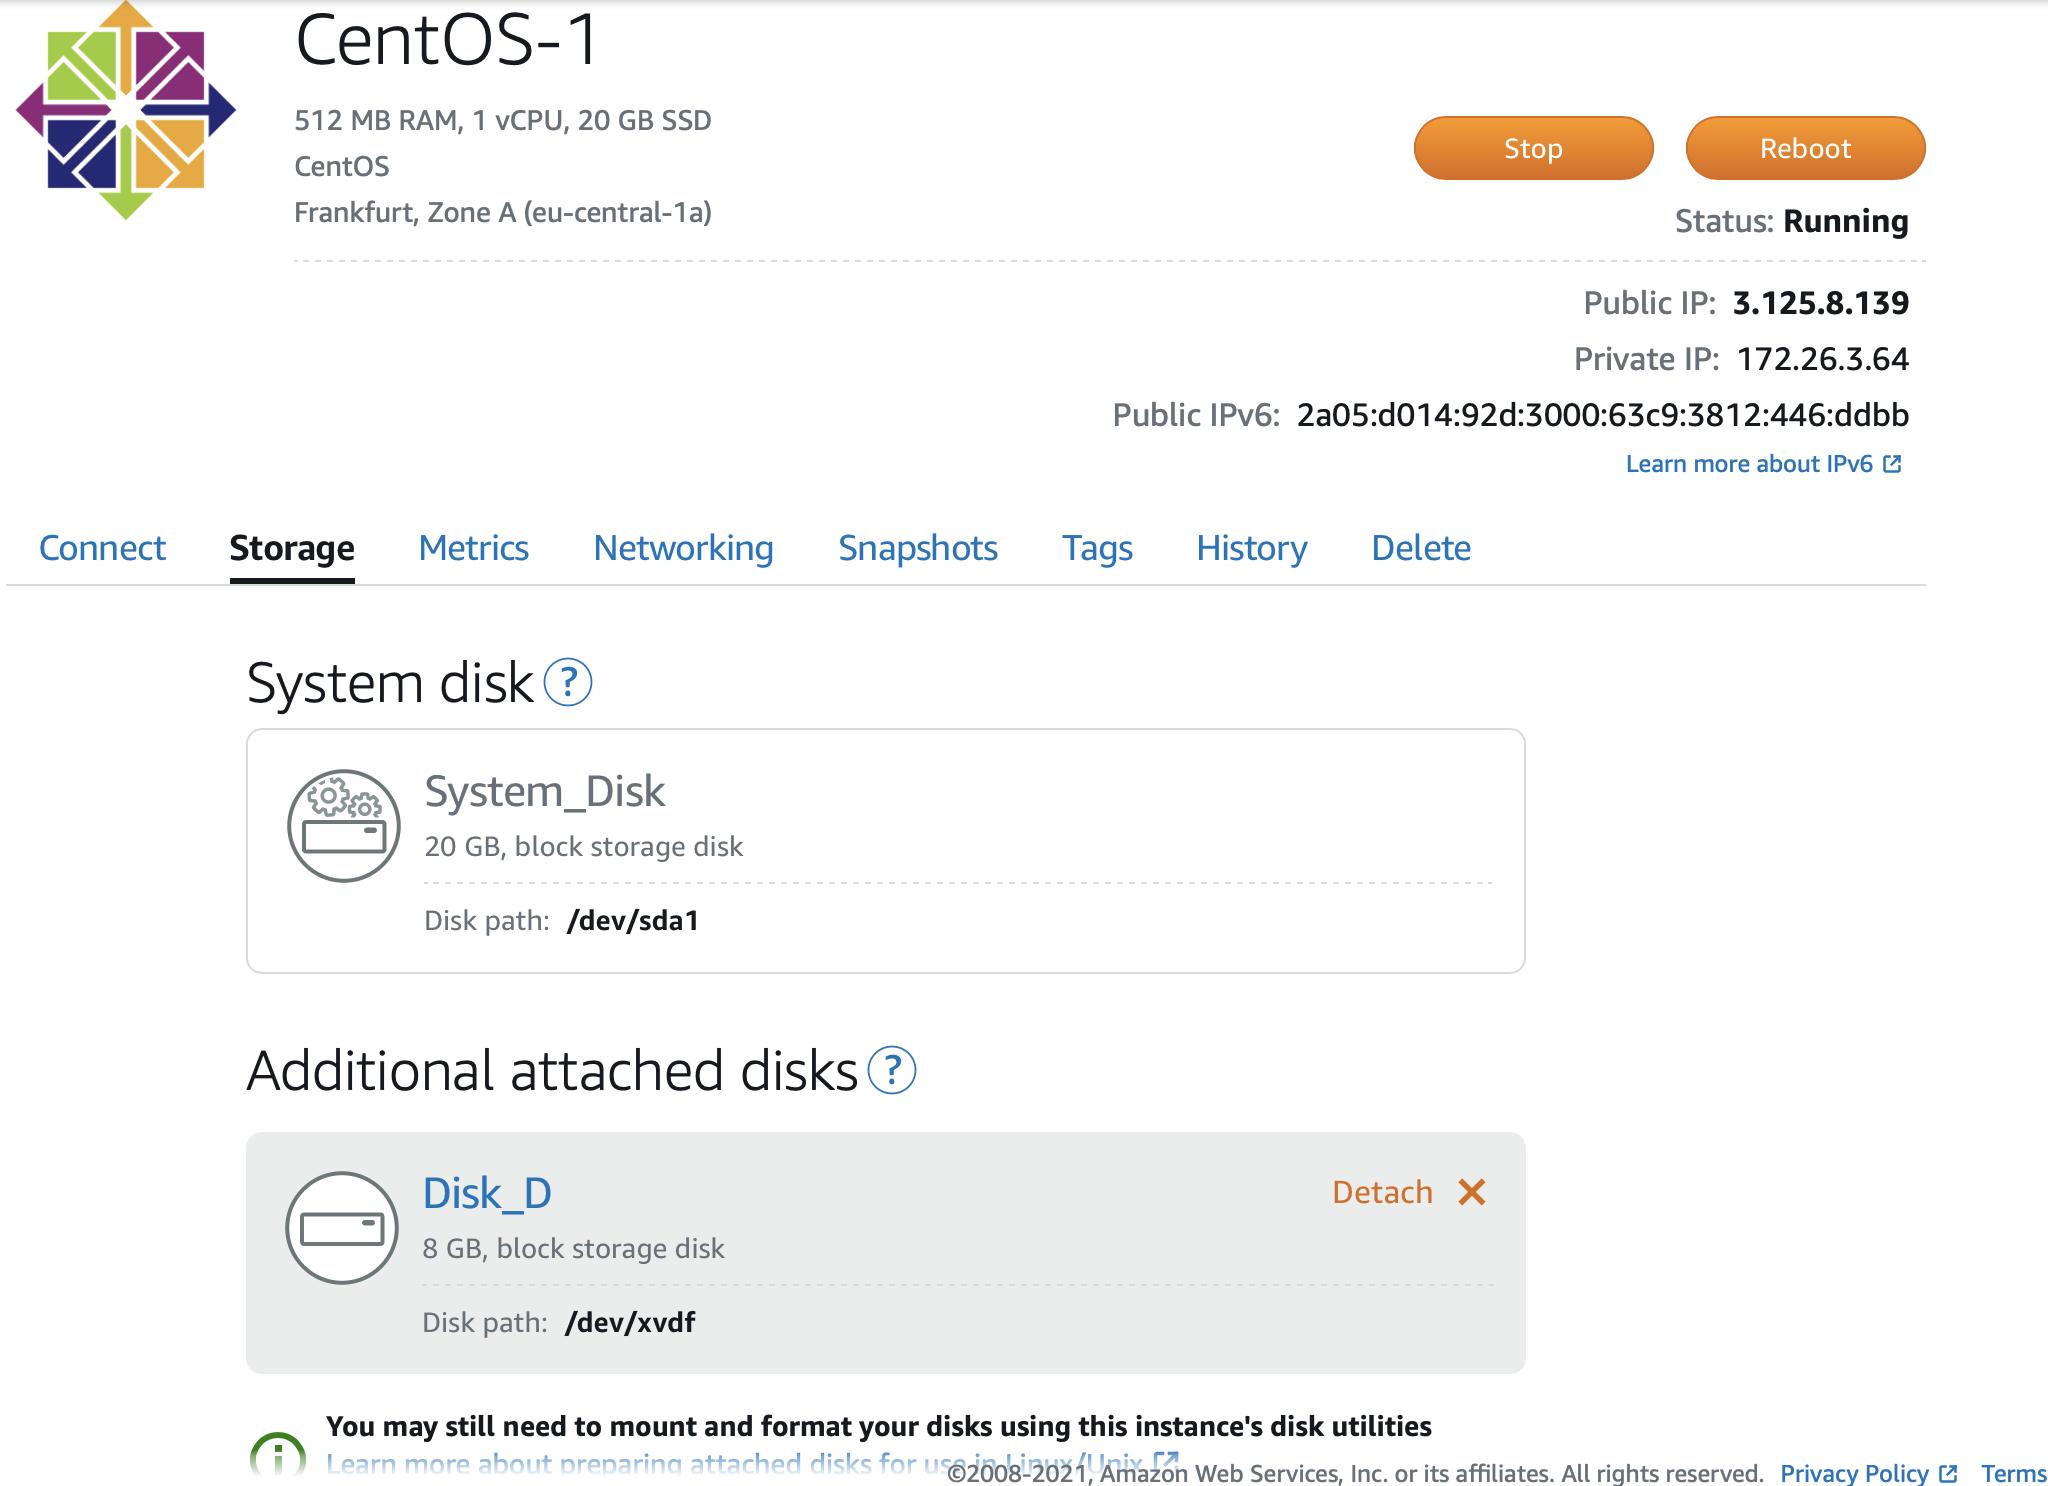 CentOS-1
512 MB RAM, 1 vCPU, 20 GB SSD
CentOS
Frankfurt, Zone A (eu-central-1a)
Stop
Reboot
Status: Running
Public IP: 3.125.8.139
Private IP: 172.26.3.64
Public IPv6: 2a05:d014:92d:3000:63c9:3812:446:ddbb
Learn more about IPv6
Connect Storage Metrics Networking Snapshots Tags History Delete
System disk ?
System_Disk
20 GB, block storage disk
Disk path: /dev/sda1
Additional attached disks ?
Disk_D
Detach
8 GB, block storage disk
Disk path: /dev/xvdf
You may still need to mount and format your disks using this instance's disk utilities
Learn more about preparing attached disks for use in Linux/Unix
©2008-2021, Amazon Web Services, Inc. or its affiliates. All rights reserved. Privacy Policy Terms